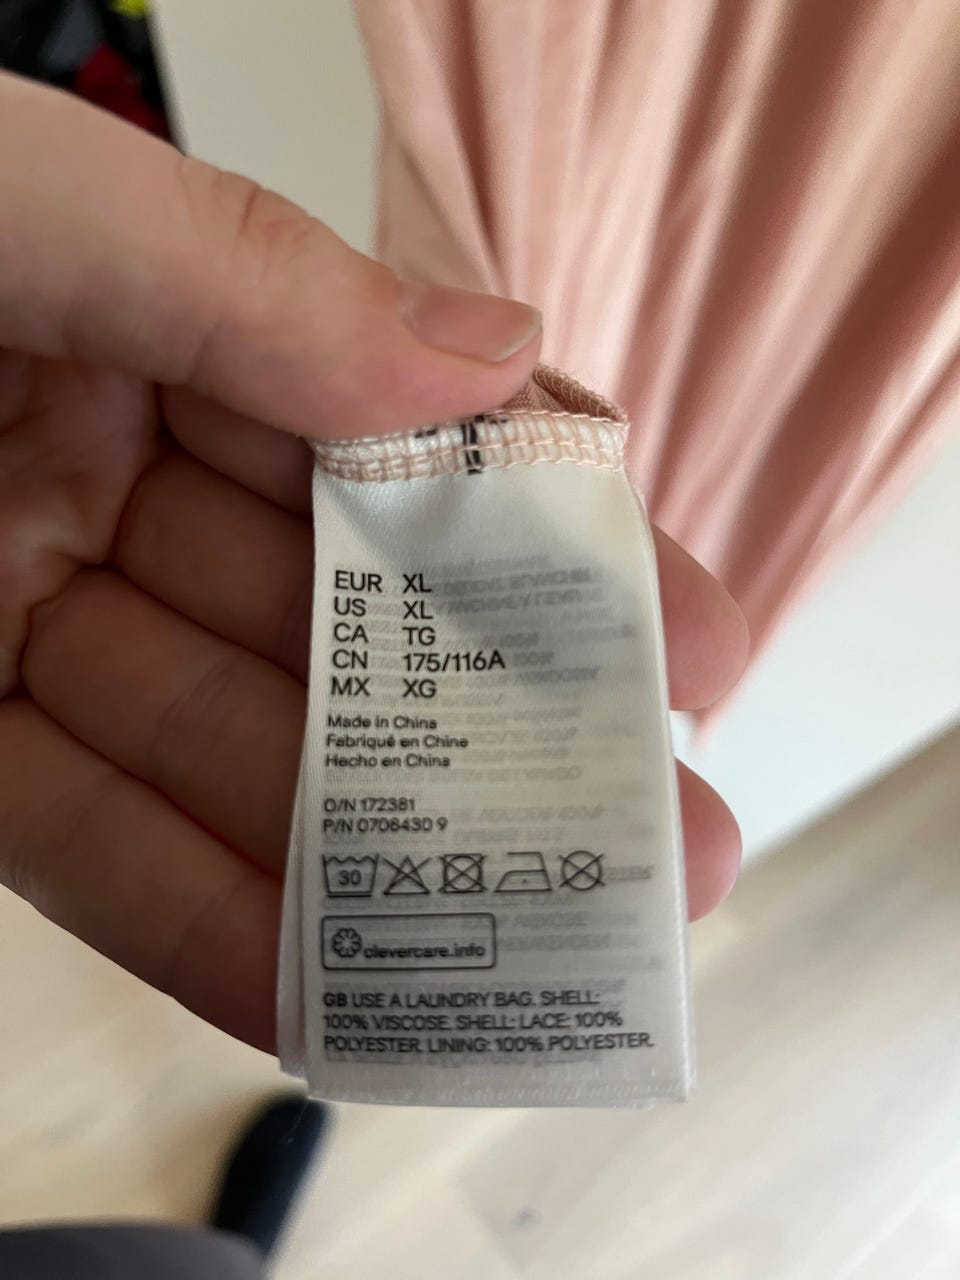 EUR XL
US XL
CA TG
CN 175/116A
MX XG
Made in China
Fabriqué en Chine
Hecho en China
O/N 172381
P/N 0706430 9
30
clevercare.info
GB USE A LAUNDRY BAG. SHELL:
100% VISCOSE. SHELL: LACE: 100%
POLYESTER. LINING: 100% POLYESTER.